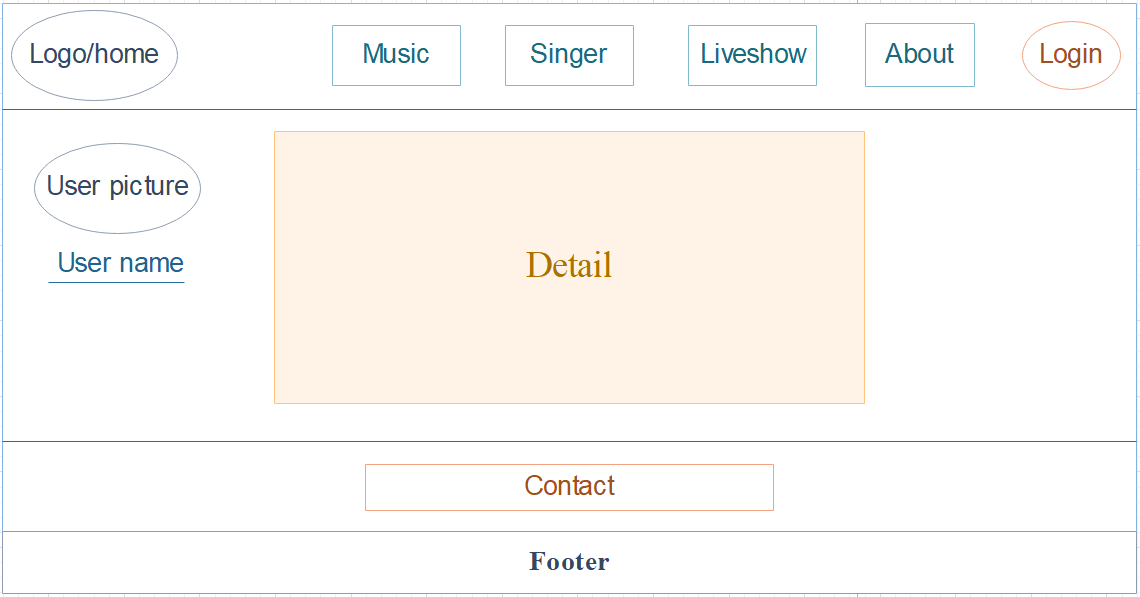 Logo/home
Music
Singer
Liveshow
About
Login
User picture
User name
Detail
Contact
Footer